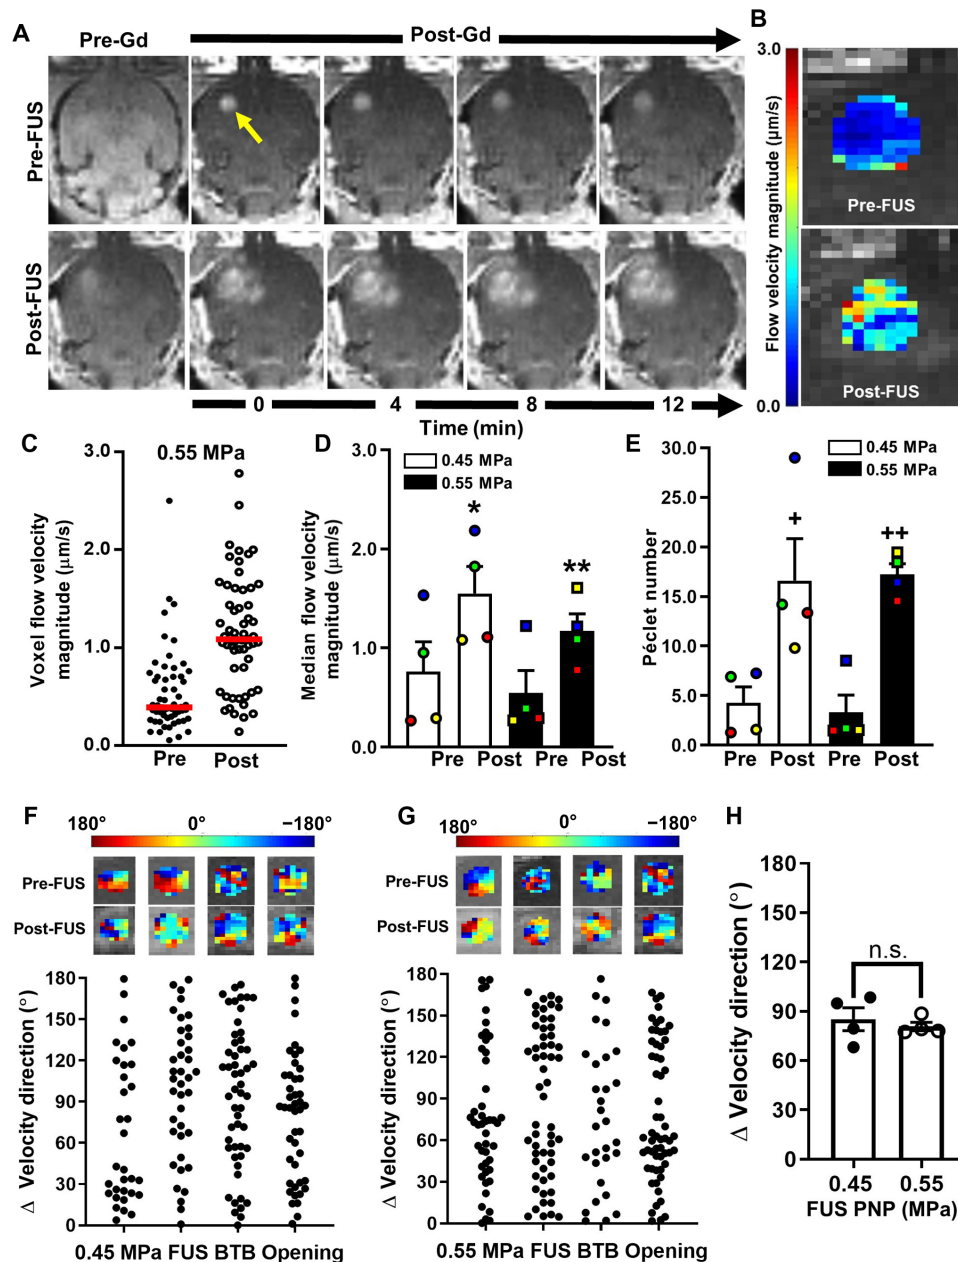 A
Pre-Gd
Post-Gd
Pre-FUS
Post-FUS
0
4
8
12
Time (min)
B
3.0
Flow velocity magnitude (μm/s)
0.0
Pre-FUS
Post-FUS
C
0.55 MPa
Voxel flow velocity
magnitude (μm/s)
3.0
2.0
1.0
0.0
Pre
Post
D
0.45 MPa
0.55 MPa
Median flow velocity
magnitude (μm/s)
3.0
2.0
1.0
0.0
*
**
Pre
Post
Pre
Post
E
0.45 MPa
0.55 MPa
Péclet number
30.0
25.0
20.0
15.0
10.0
5.0
0.0
+
++
Pre
Post
Pre
Post
F
180°
0°
-180°
Pre-FUS
Post-FUS
Δ Velocity direction (°)
180
150
120
90
60
30
0
0.45 MPa FUS BTB Opening
G
180°
0°
-180°
Pre-FUS
Post-FUS
Δ Velocity direction (°)
180
150
120
90
60
30
0
0.55 MPa FUS BTB Opening
H
Δ Velocity direction (°)
180
150
120
90
60
30
0
n.s.
0.45
0.55
FUS PNP (MPa)